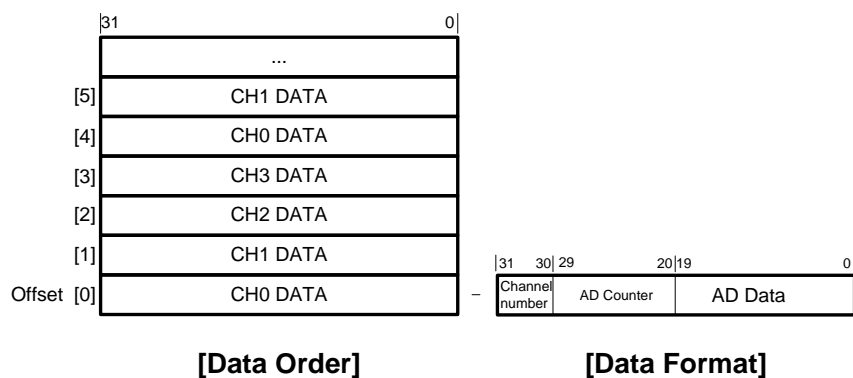 31 0
...
[5] CH1 DATA
[4] CH0 DATA
[3] CH3 DATA
[2] CH2 DATA
[1] CH1 DATA
31 30 29 20 19 0
Offset [0] CH0 DATA – Channel number AD Counter AD Data
[Data Order] [Data Format]